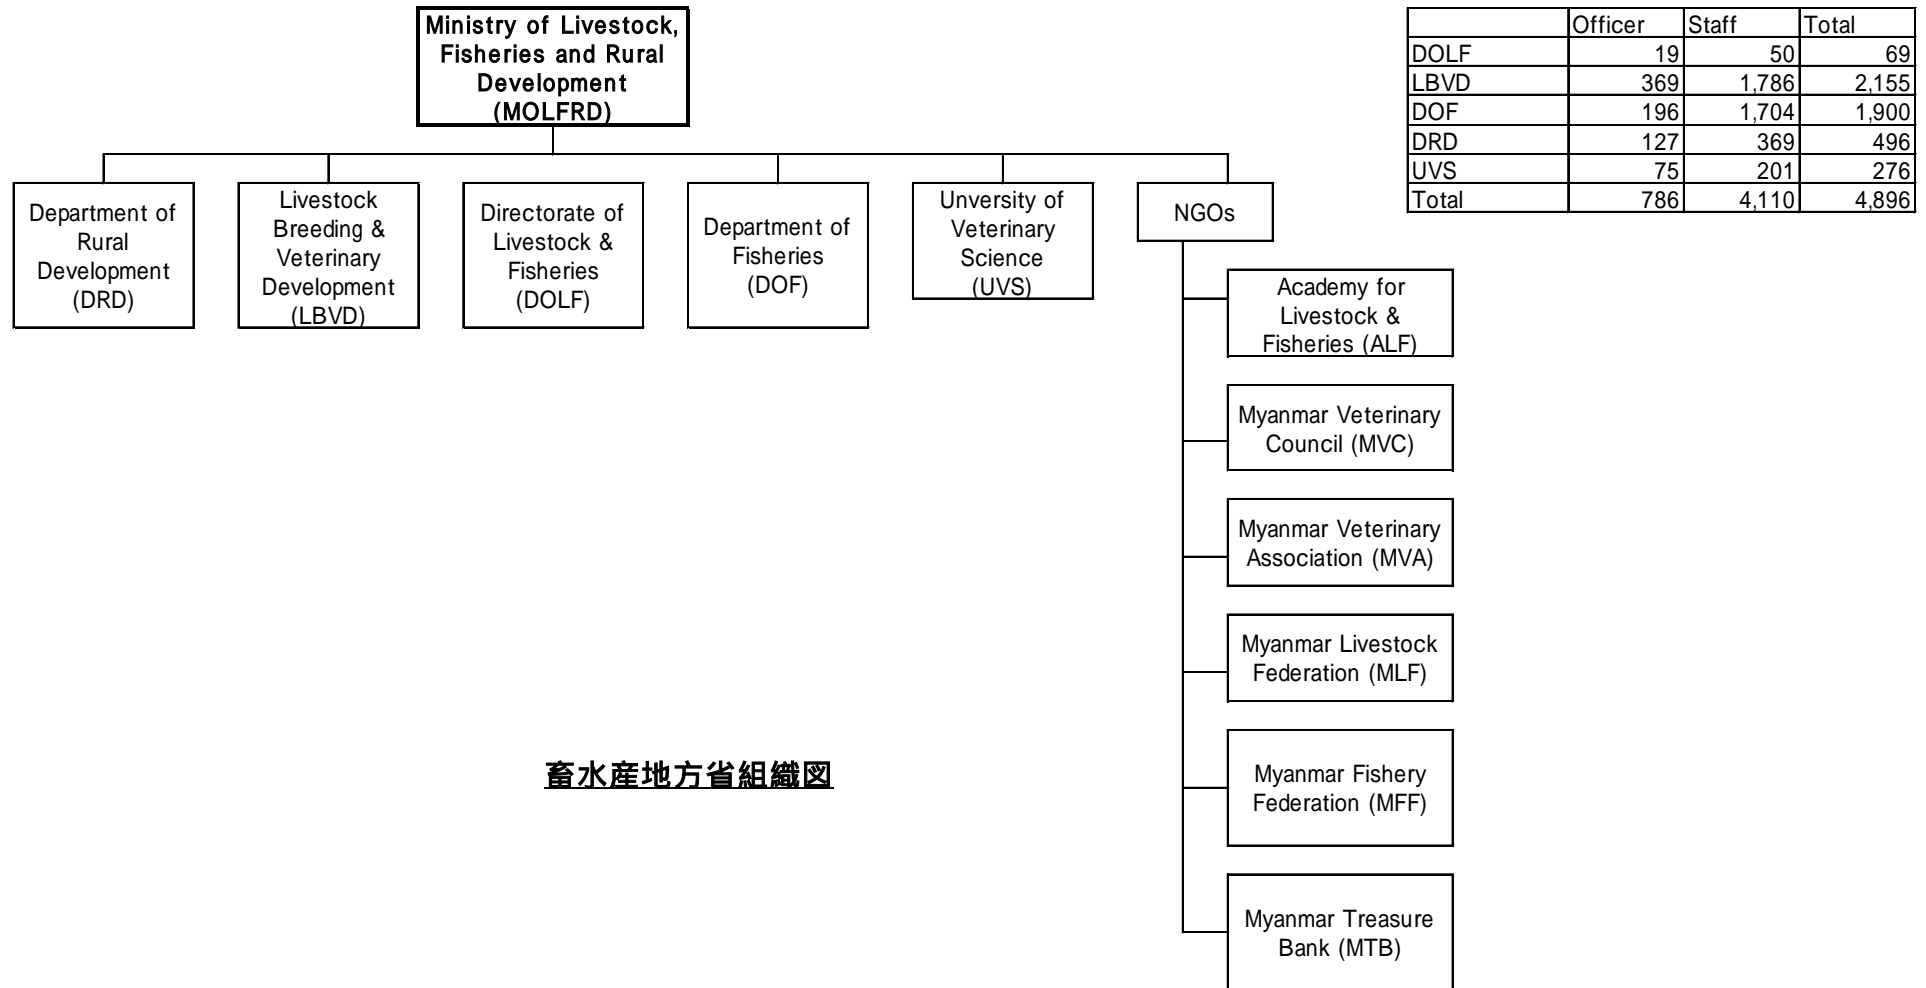 Ministry of Livestock,
Fisheries and Rural
Development
(MOLFRD)
Officer Staff Total
DOLF 19 50 69
LBVD 369 1,786 2,155
DOF 196 1,704 1,900
DRD 127 369 496
UVS 75 201 276
Total 786 4,110 4,896
Department of
Rural
Development
(DRD)
Livestock
Breeding &
Veterinary
Development
(LBVD)
Directorate of
Livestock &
Fisheries
(DOLF)
Department of
Fisheries
(DOF)
Unversity of
Veterinary
Science
(UVS)
NGOs
Academy for
Livestock &
Fisheries (ALF)
Myanmar Veterinary
Council (MVC)
Myanmar Veterinary
Association (MVA)
Myanmar Livestock
Federation (MLF)
Myanmar Fishery
Federation (MFF)
Myanmar Treasure
Bank (MTB)
畜水産地方省組織図